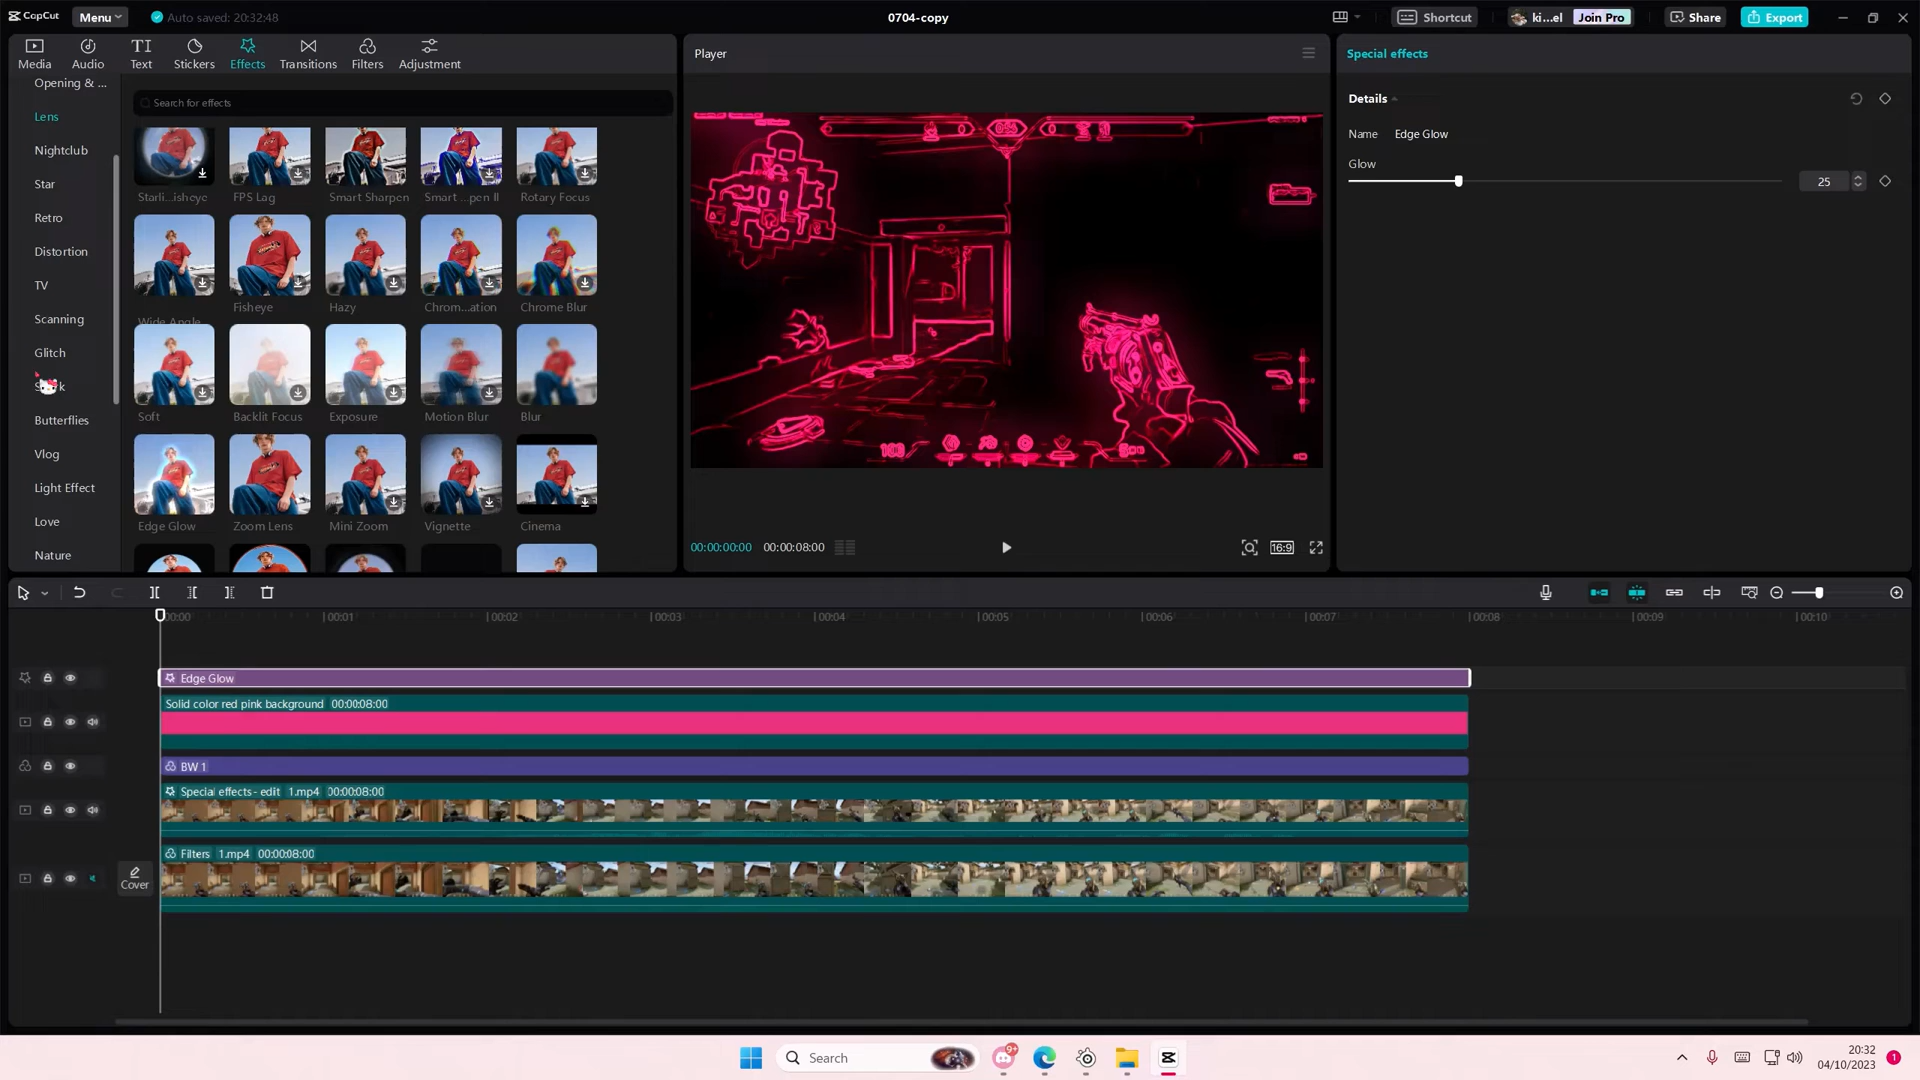 CapCut
Menu
Auto saved: 20:32:48
0704-copy
Shortcut
ki...el
Join Pro
Share
Export
Media
Audio
Text
Stickers
Effects
Transitions
Filters
Adjustment
Player
Special effects
Opening & ...
Lens
Nightclub
Star
Retro
Distortion
TV
Scanning
Glitch
Butterflies
Vlog
Light Effect
Love
Nature
Search for effects
Starli...isheye
FPS Lag
Smart Sharpen
Smart ...pen II
Rotary Focus
Wide Angle
Fisheye
Hazy
Chrom...ation
Chrome Blur
Soft
Backlit Focus
Exposure
Motion Blur
Blur
Edge Glow
Zoom Lens
Mini Zoom
Vignette
Cinema
00:00:00:00
00:00:08:00
16:9
Details
Name
Edge Glow
Glow
25
00:00
00:01
00:02
00:03
00:04
00:05
00:06
00:07
00:08
00:09
00:10
Edge Glow
Solid color red pink background 00:00:08:00
BW 1
Special effects - edit 1.mp4 00:00:08:00
Filters 1.mp4 00:00:08:00
Cover
Search
9+
20:32
04/10/2023
1